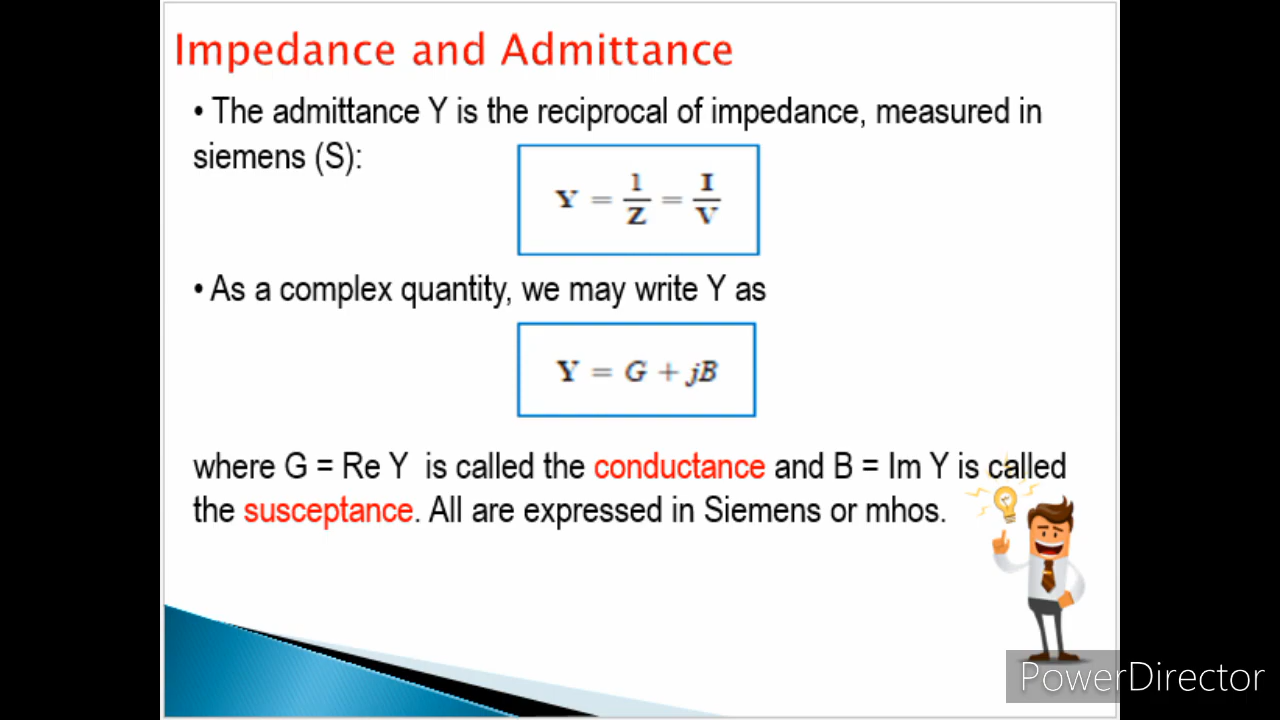 Impedance and Admittance
• The admittance Y is the reciprocal of impedance, measured in
siemens (S):
Y = 1/Z = I/V
• As a complex quantity, we may write Y as
Y = G + jB
where G = Re Y is called the conductance and B = Im Y is called
the susceptance. All are expressed in Siemens or mhos.
PowerDirector